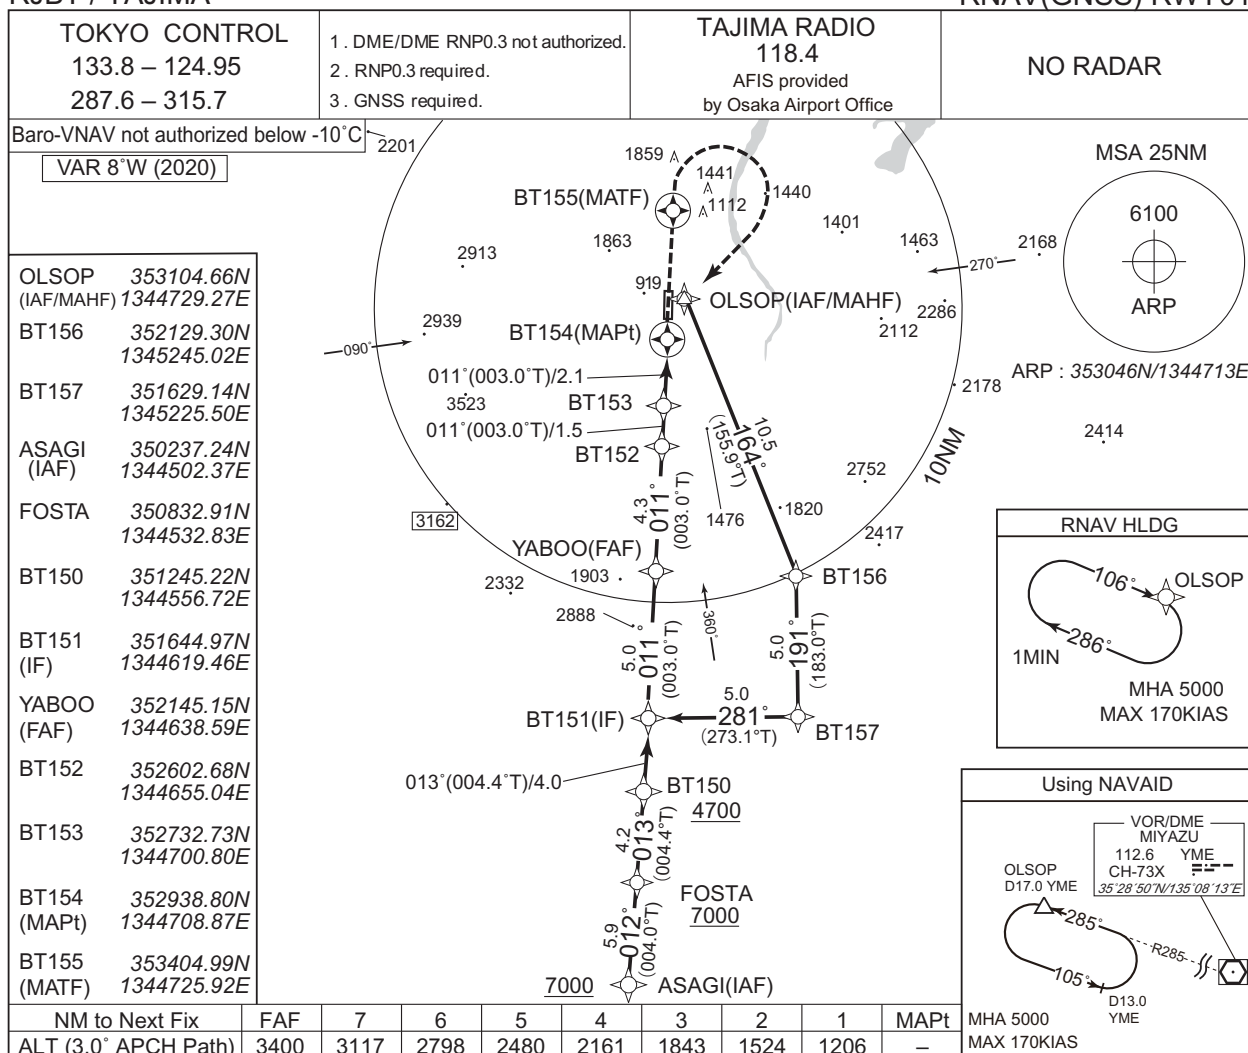 TOKYO CONTROL
133.8 – 124.95
287.6 – 315.7
1 . DME/DME RNP0.3 not authorized.
2 . RNP0.3 required.
3 . GNSS required.
TAJIMA RADIO
118.4
AFIS provided
by Osaka Airport Office
NO RADAR
Baro-VNAV not authorized below -10˚C
VAR 8˚W (2020)
OLSOP 353104.66N
(IAF/MAHF) 1344729.27E
BT156 352129.30N
1345245.02E
BT157 351629.14N
1345225.50E
ASAGI 350237.24N
(IAF) 1344502.37E
FOSTA 350832.91N
1344532.83E
BT150 351245.22N
1344556.72E
BT151 351644.97N
(IF) 1344619.46E
YABOO 352145.15N
(FAF) 1344638.59E
BT152 352602.68N
1344655.04E
BT153 352732.73N
1344700.80E
BT154 352938.80N
(MAPt) 1344708.87E
BT155 353404.99N
(MATF) 1344725.92E
2201
1859
1441
BT155(MATF)
1112
1440
1401
1863
1463
2168
2913
270˚
919
OLSOP(IAF/MAHF)
2286
2939
2112
BT154(MAPt)
090˚
011˚(003.0˚T)/2.1
2178
3523
BT153
011˚(003.0˚T)/1.5
BT152
10.5
164˚
(155.9˚T)
10NM
2414
2752
4.3
011˚
(003.0˚T)
1476
1820
3162
2417
YABOO(FAF)
1903
2332
BT156
2888
360˚
5.0
011˚
(003.0˚T)
5.0
191˚
(183.0˚T)
5.0
BT151(IF)
281˚
(273.1˚T)
BT157
013˚(004.4˚T)/4.0
BT150
4700
4.2
013˚
(004.4˚T)
FOSTA
7000
5.9
012˚
(004.0˚T)
7000
ASAGI(IAF)
MSA 25NM
6100
ARP
ARP : 353046N/1344713E
RNAV HLDG
106˚
OLSOP
286˚
1MIN
MHA 5000
MAX 170KIAS
Using NAVAID
VOR/DME
MIYAZU
112.6 YME
CH-73X
35˚28´50˝N/135˚08´13˝E
OLSOP
D17.0 YME
285˚
R285
105˚
D13.0
YME
MHA 5000
MAX 170KIAS
NM to Next Fix FAF 7 6 5 4 3 2 1 MAPt
ALT (3.0˚ APCH Path) 3400 3117 2798 2480 2161 1843 1524 1206 –